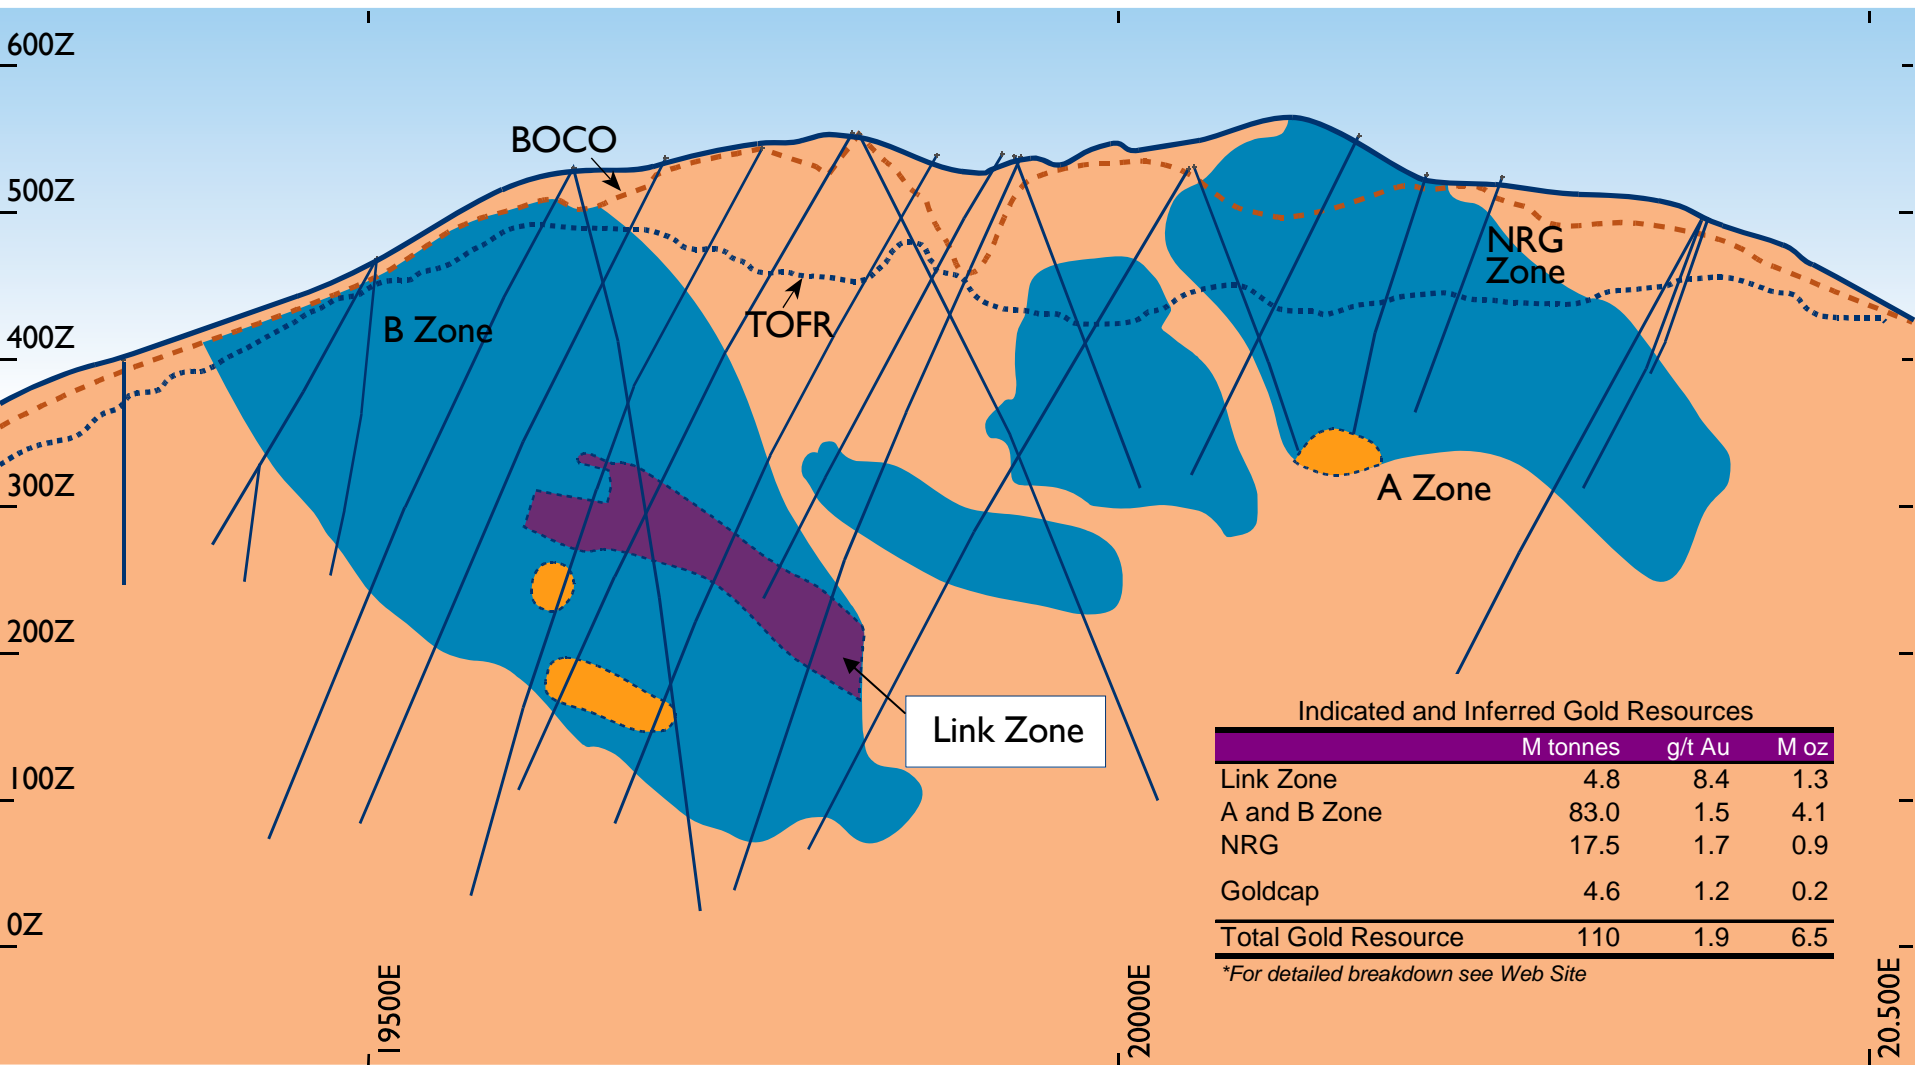 600Z
500Z
400Z
300Z
200Z
100Z
0Z
BOCO
TOFR
B Zone
NRG
Zone
A Zone
Link Zone
19500E
20000E
20.500E
Indicated and Inferred Gold Resources
M tonnes g/t Au M oz
Link Zone 4.8 8.4 1.3
A and B Zone 83.0 1.5 4.1
NRG 17.5 1.7 0.9
Goldcap 4.6 1.2 0.2
Total Gold Resource 110 1.9 6.5
*For detailed breakdown see Web Site